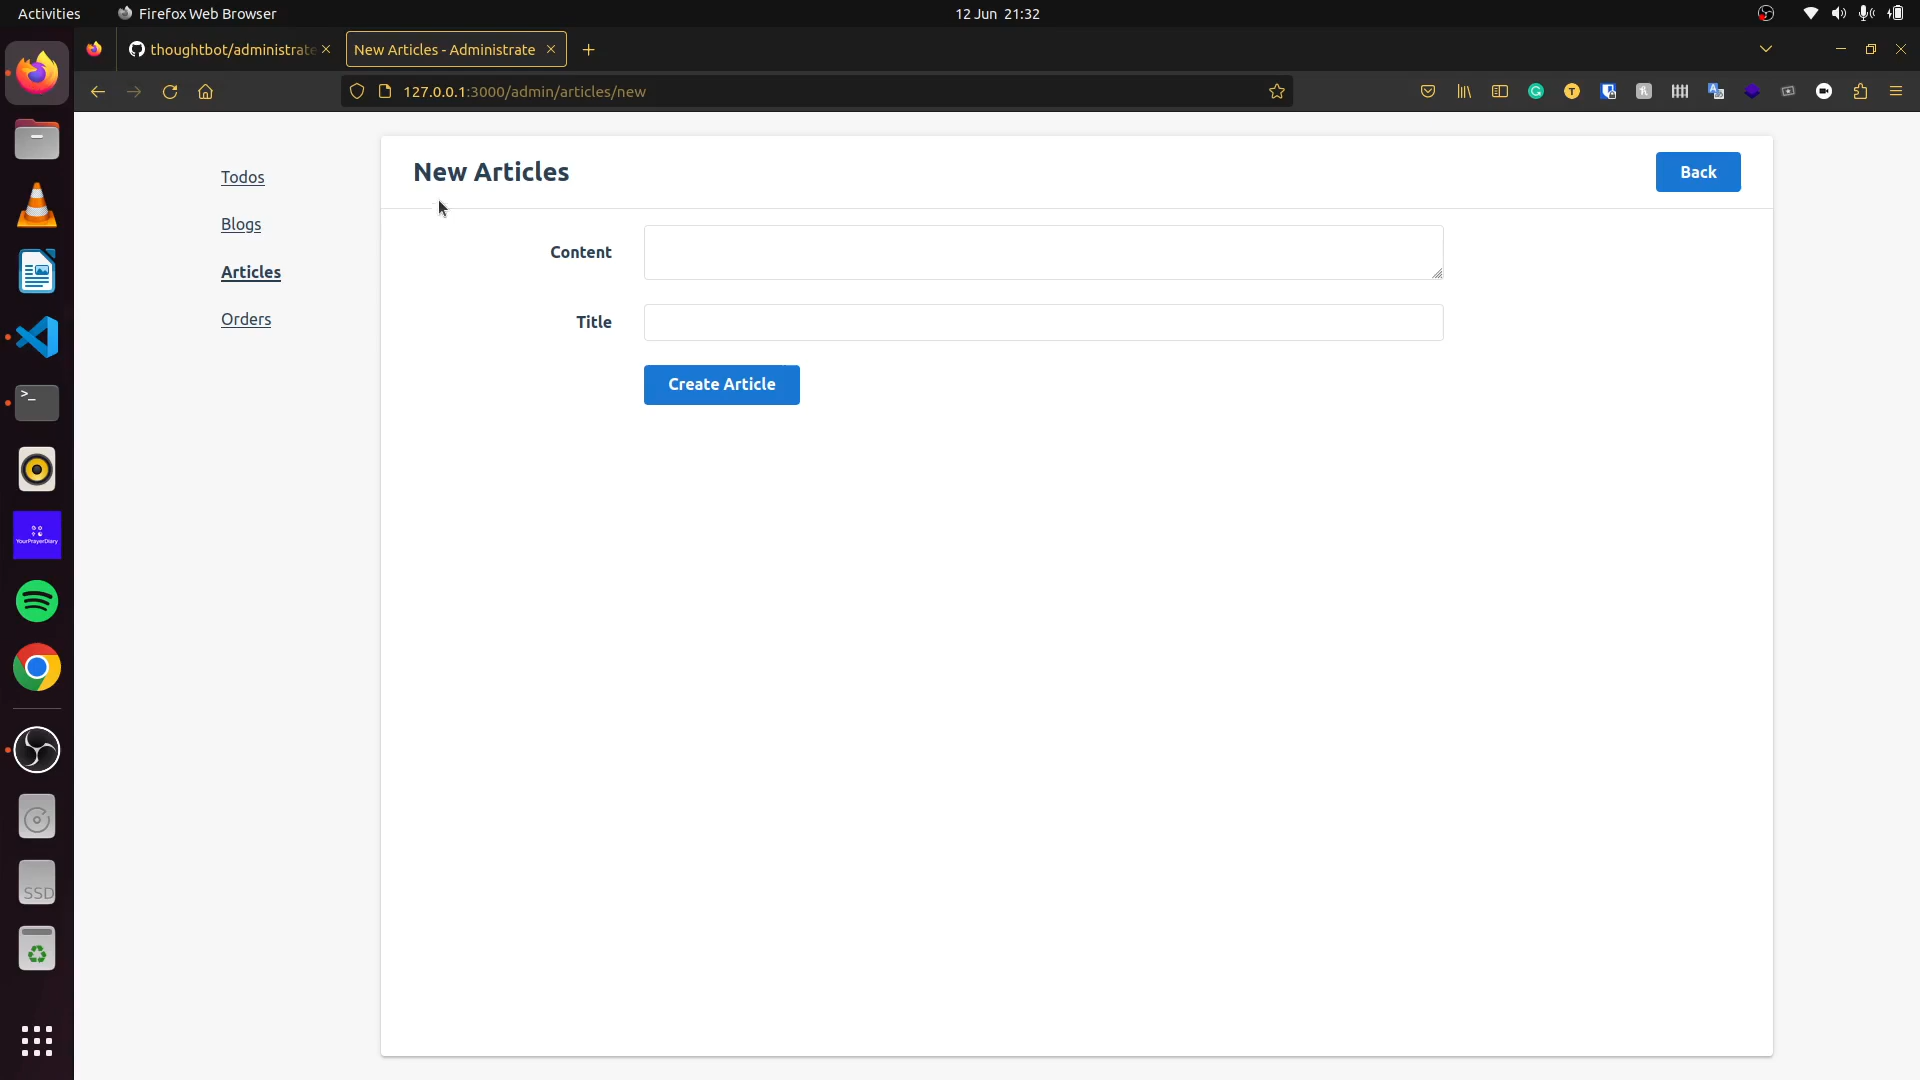 Activities
Firefox Web Browser
12 Jun 21:32
thoughtbot/administrate
New Articles - Administrate
127.0.0.1:3000/admin/articles/new
Todos
Blogs
Articles
Orders
New Articles
Back
Content
Title
Create Article
YourPrayerDiary
SSD